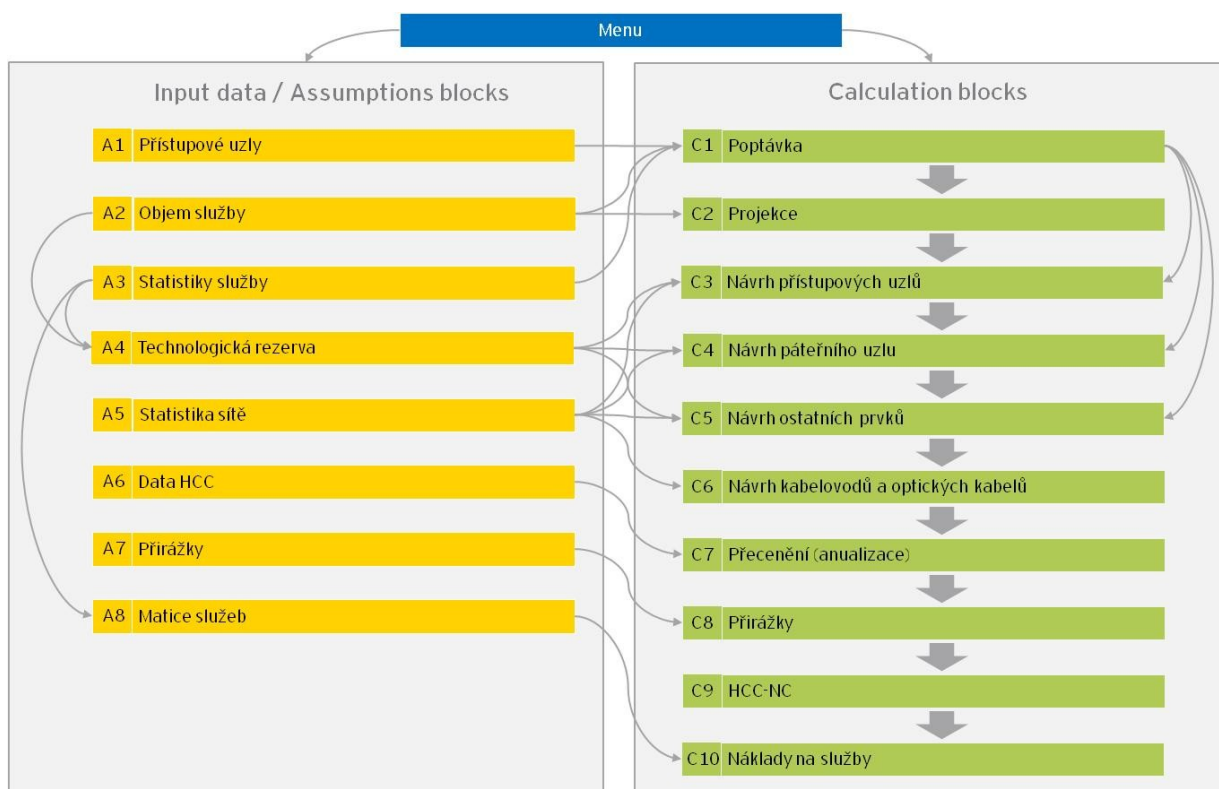 Menu
Input data / Assumptions blocks
A1 Přístupové uzly
A2 Objem služby
A3 Statistiky služby
A4 Technologická rezerva
A5 Statistika sítě
A6 Data HCC
A7 Přirážky
A8 Matice služeb
Calculation blocks
C1 Poptávka
C2 Projekce
C3 Návrh přístupových uzlů
C4 Návrh páteřního uzlu
C5 Návrh ostatních prvků
C6 Návrh kabelovodů a optických kabelů
C7 Přecenění (anualizace)
C8 Přirážky
C9 HCC-NC
C10 Náklady na služby